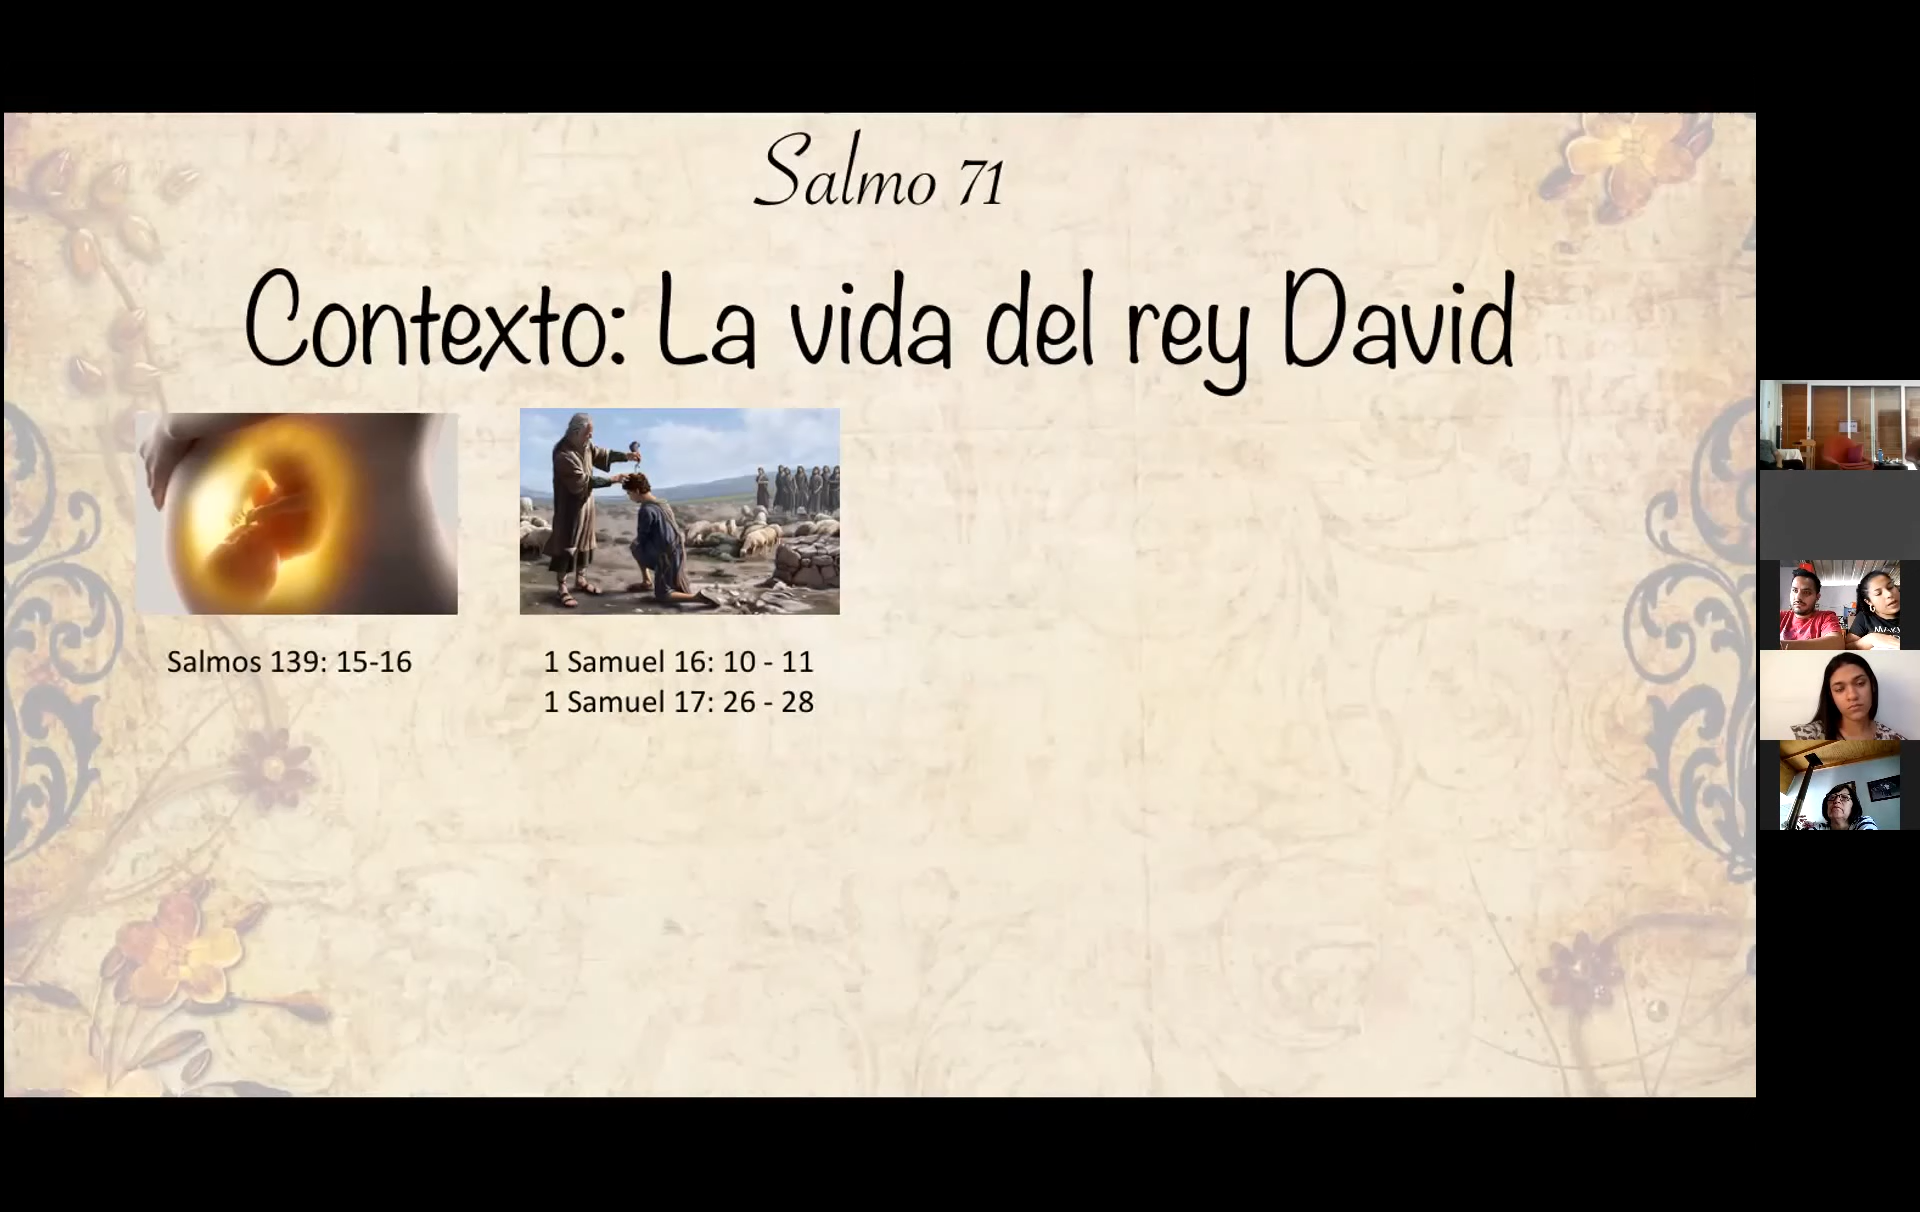 Salmo 71
Contexto: La vida del rey David
Salmos 139: 15-16
1 Samuel 16: 10 - 11
1 Samuel 17: 26 - 28